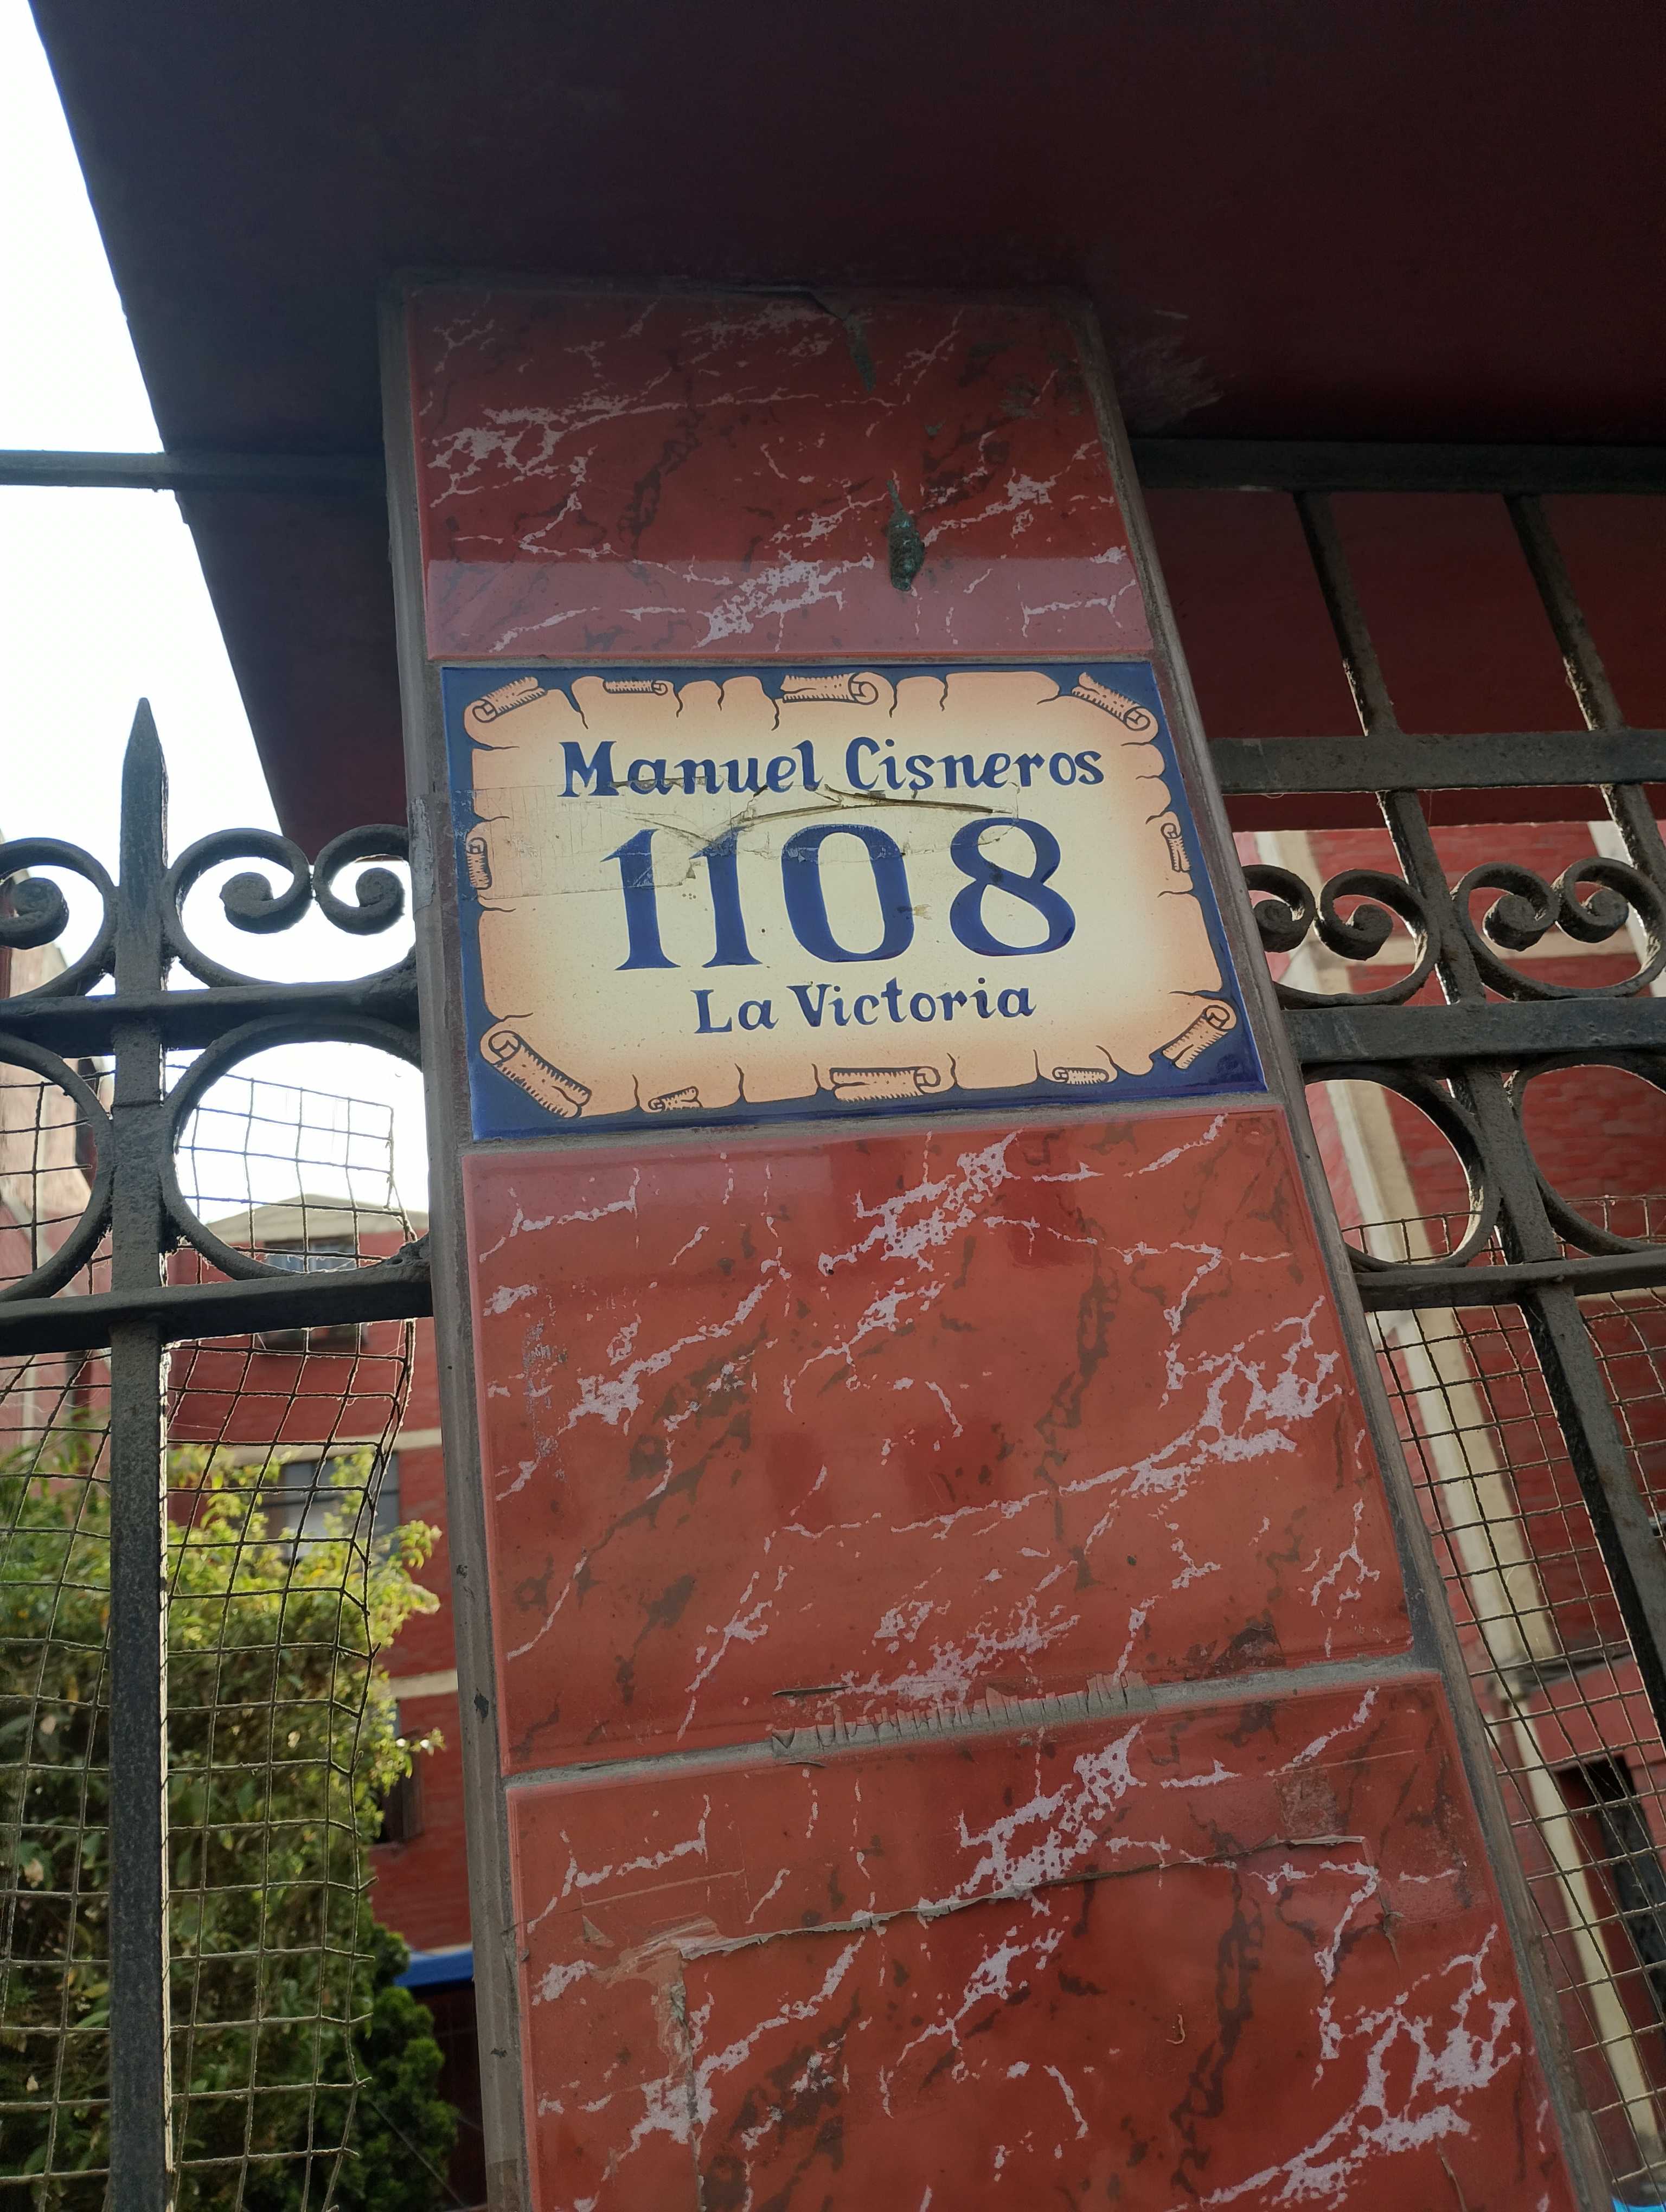 Manuel Cisneros
1108
La Victoria